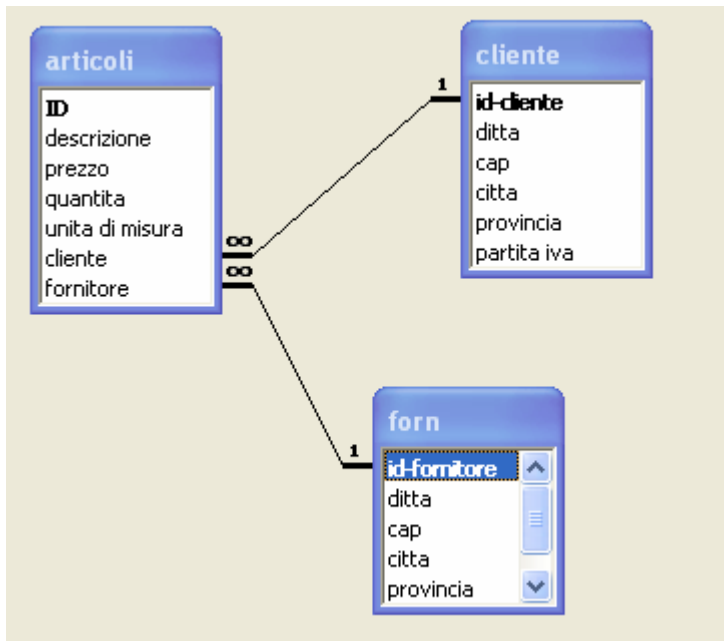 articoli
ID
descrizione
prezzo
quantita
unita di misura
cliente
fornitore
∞
∞
cliente
id-cliente
ditta
cap
citta
provincia
partita iva
1
forn
id-fornitore
ditta
cap
citta
provincia
1